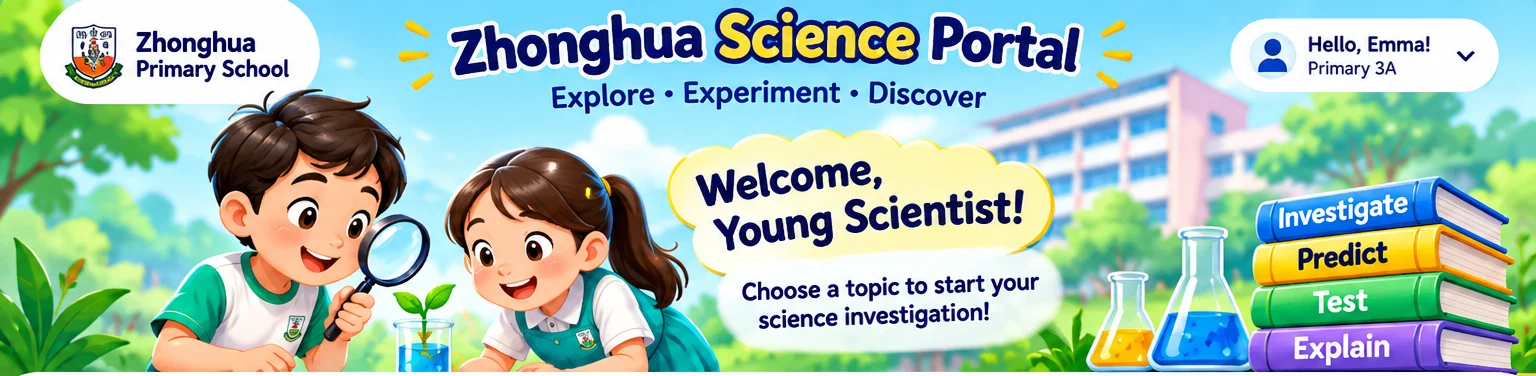 Zhonghua
Primary School
Zhonghua Science Portal
Explore • Experiment • Discover
Hello, Emma!
Primary 3A
Welcome,
Young Scientist!
Choose a topic to start your
science investigation!
Investigate
Predict
Test
Explain